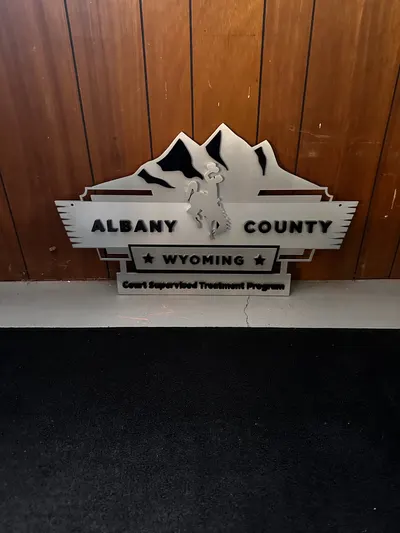 ALBANY COUNTY
★ WYOMING ★
Court Supervised Treatment Program